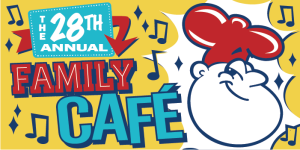 THE 28TH
ANNUAL
FAMILY
CAFÉ